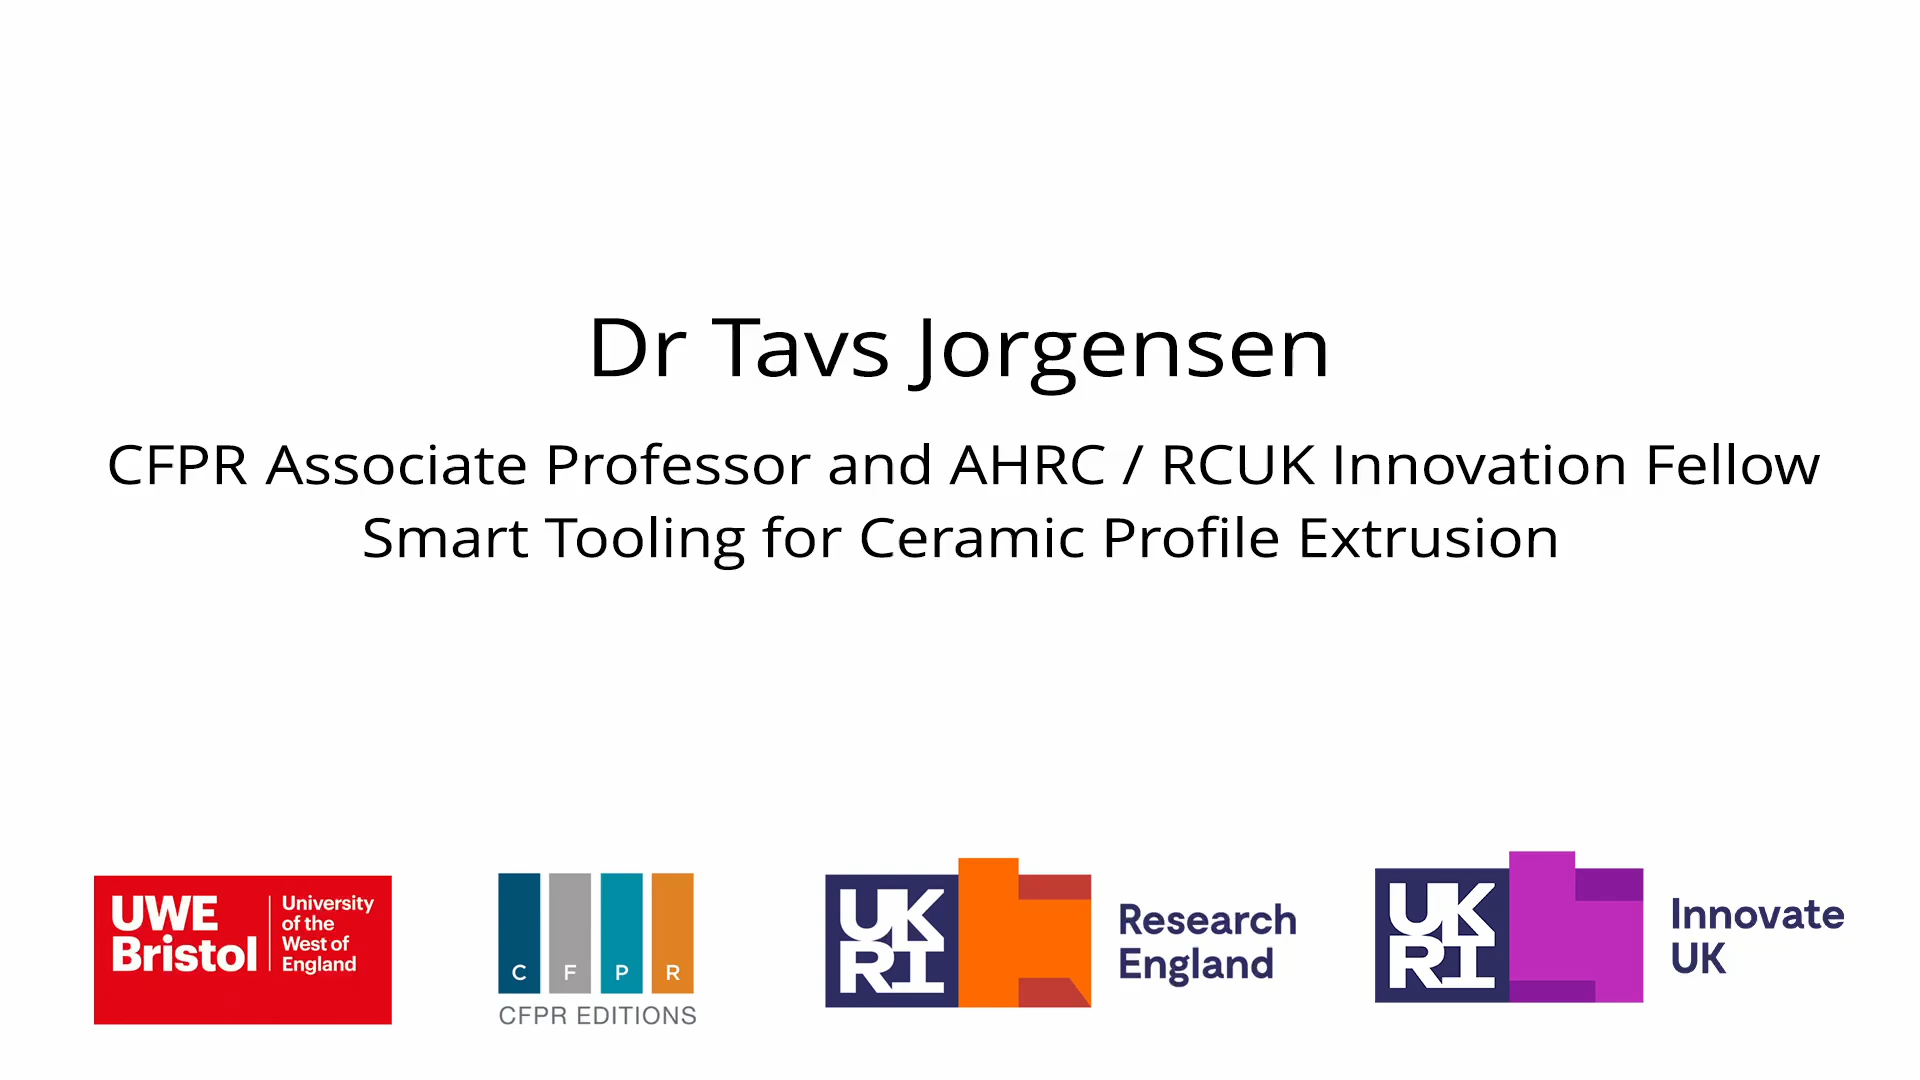 Dr Tavs Jorgensen
CFPR Associate Professor and AHRC / RCUK Innovation Fellow
Smart Tooling for Ceramic Profile Extrusion
UWE
Bristol
University
of the
West of
England
C F P R
CFPR EDITIONS
UK
RI
Research
England
UK
RI
Innovate
UK